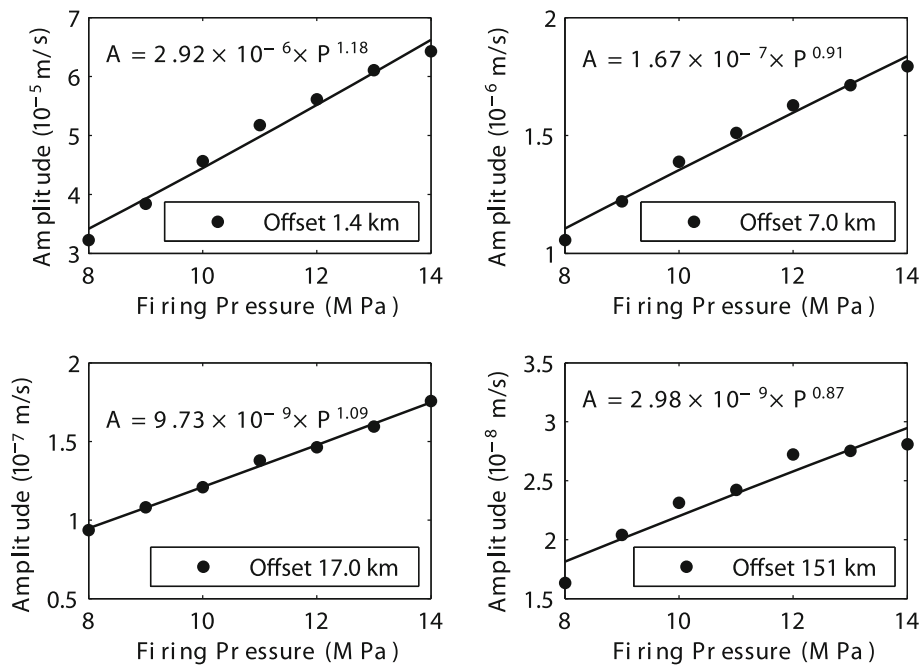 7
6
5
4
3
Amplitude (10⁻⁵ m/s)
A = 2.92 × 10⁻⁶ × P^1.18
Offset 1.4 km
8 10 12 14
Firing Pressure (MPa)
2
1.5
1
Amplitude (10⁻⁶ m/s)
A = 1.67 × 10⁻⁷ × P^0.91
Offset 7.0 km
8 10 12 14
Firing Pressure (MPa)
2
1.5
1
0.5
Amplitude (10⁻⁷ m/s)
A = 9.73 × 10⁻⁹ × P^1.09
Offset 17.0 km
8 10 12 14
Firing Pressure (MPa)
3.5
3
2.5
2
1.5
Amplitude (10⁻⁸ m/s)
A = 2.98 × 10⁻⁹ × P^0.87
Offset 151 km
8 10 12 14
Firing Pressure (MPa)